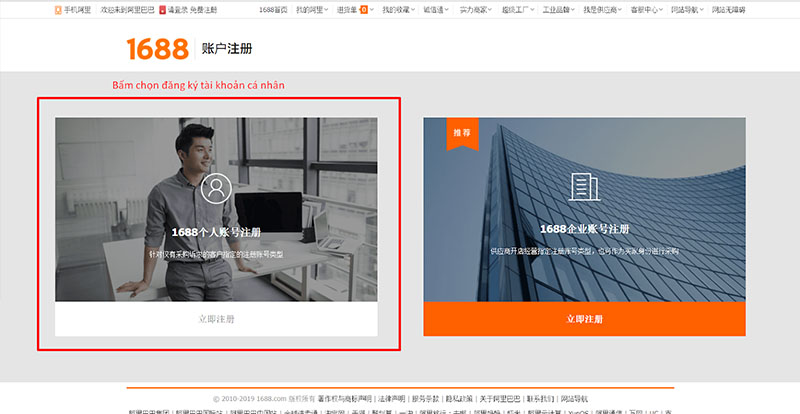 手机阿里 欢迎来到阿里巴巴 请登录 免费注册 1688首页 我的阿里 进货单 0 我的收藏 诚信通 实力商家 超级工厂 工业品牌 找是供应商 客服中心 网站导航 网站无障碍
1688 账户注册
Bấm chọn đăng ký tài khoản cá nhân
推荐
1688个人账号注册
针对仅有采购诉求的客户指定的注册账号类型
立即注册
1688企业账号注册
供应商开店经营指定注册账号类型，也可作为买家身份进行采购
立即注册
© 2010-2019 1688.com 版权所有 著作权与商标声明 | 法律声明 | 服务条款 | 隐私政策 | 关于阿里巴巴 | 联系我们 | 网站导航